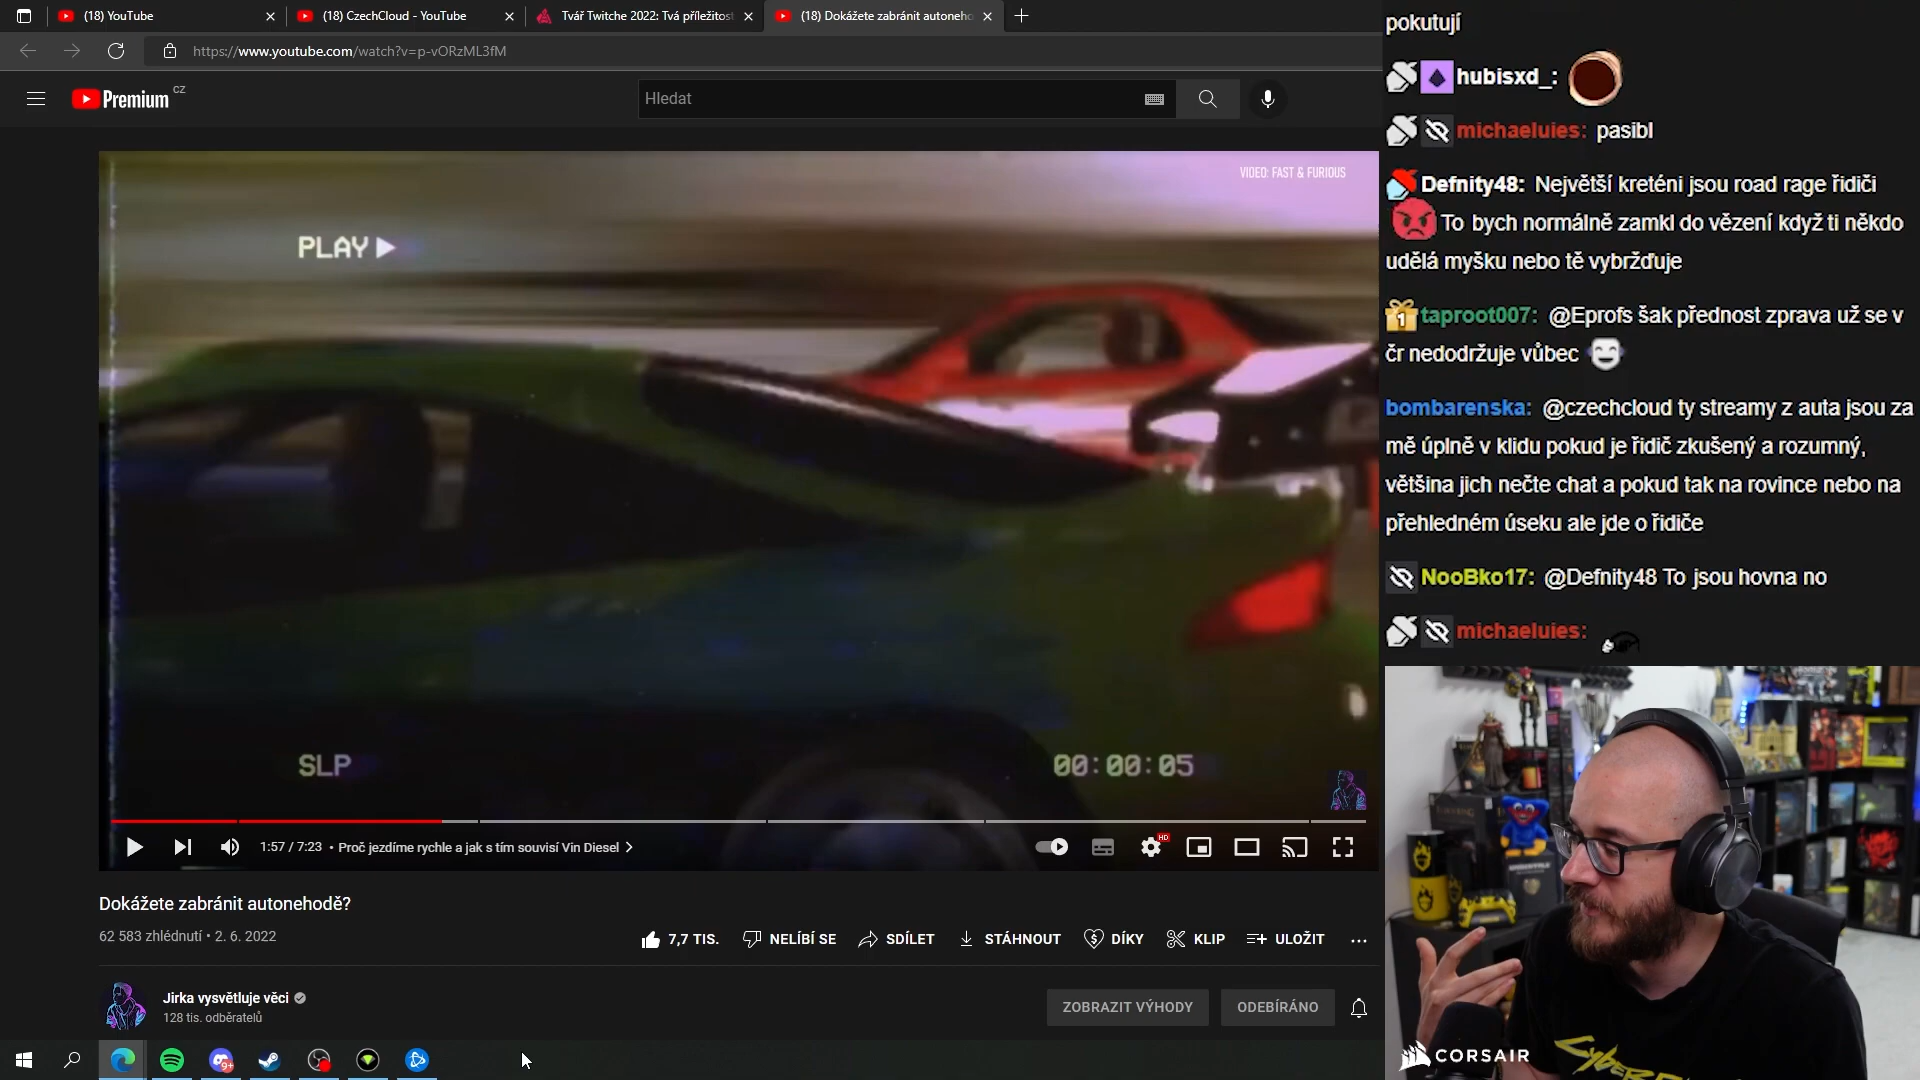 (18) YouTube
(18) CzechCloud - YouTube
Tvář Twitche 2022: Tvá příležitost
(18) Dokážete zabránit autoneho
https://www.youtube.com/watch?v=p-vORzML3fM
Premium CZ
Hledat
VIDEO: FAST & FURIOUS
PLAY
SLP
00:00:05
1:57 / 7:23 • Proč jezdíme rychle a jak s tím souvisí Vin Diesel
HD
Dokážete zabránit autonehodě?
62 583 zhlédnutí • 2. 6. 2022
7,7 TIS.
NELÍBÍ SE
SDÍLET
STÁHNOUT
DÍKY
KLIP
ULOŽIT
Jirka vysvětluje věci
128 tis. odběratelů
ZOBRAZIT VÝHODY
ODEBÍRÁNO
9+
pokutují
hubisxd_:
michaeluies: pasibl
Defnity48: Největší kreténi jsou road rage řidiči
To bych normálně zamkl do vězení když ti někdo
udělá myšku nebo tě vybržďuje
1
taproot007: @Eprofs šak přednost zprava už se v
čr nedodržuje vůbec
bombarenska: @czechcloud ty streamy z auta jsou za
mě úplně v klidu pokud je řidič zkušený a rozumný,
většina jich nečte chat a pokud tak na rovince nebo na
přehledném úseku ale jde o řidiče
NooBko17: @Defnity48 To jsou hovna no
michaeluies:
CORSAIR